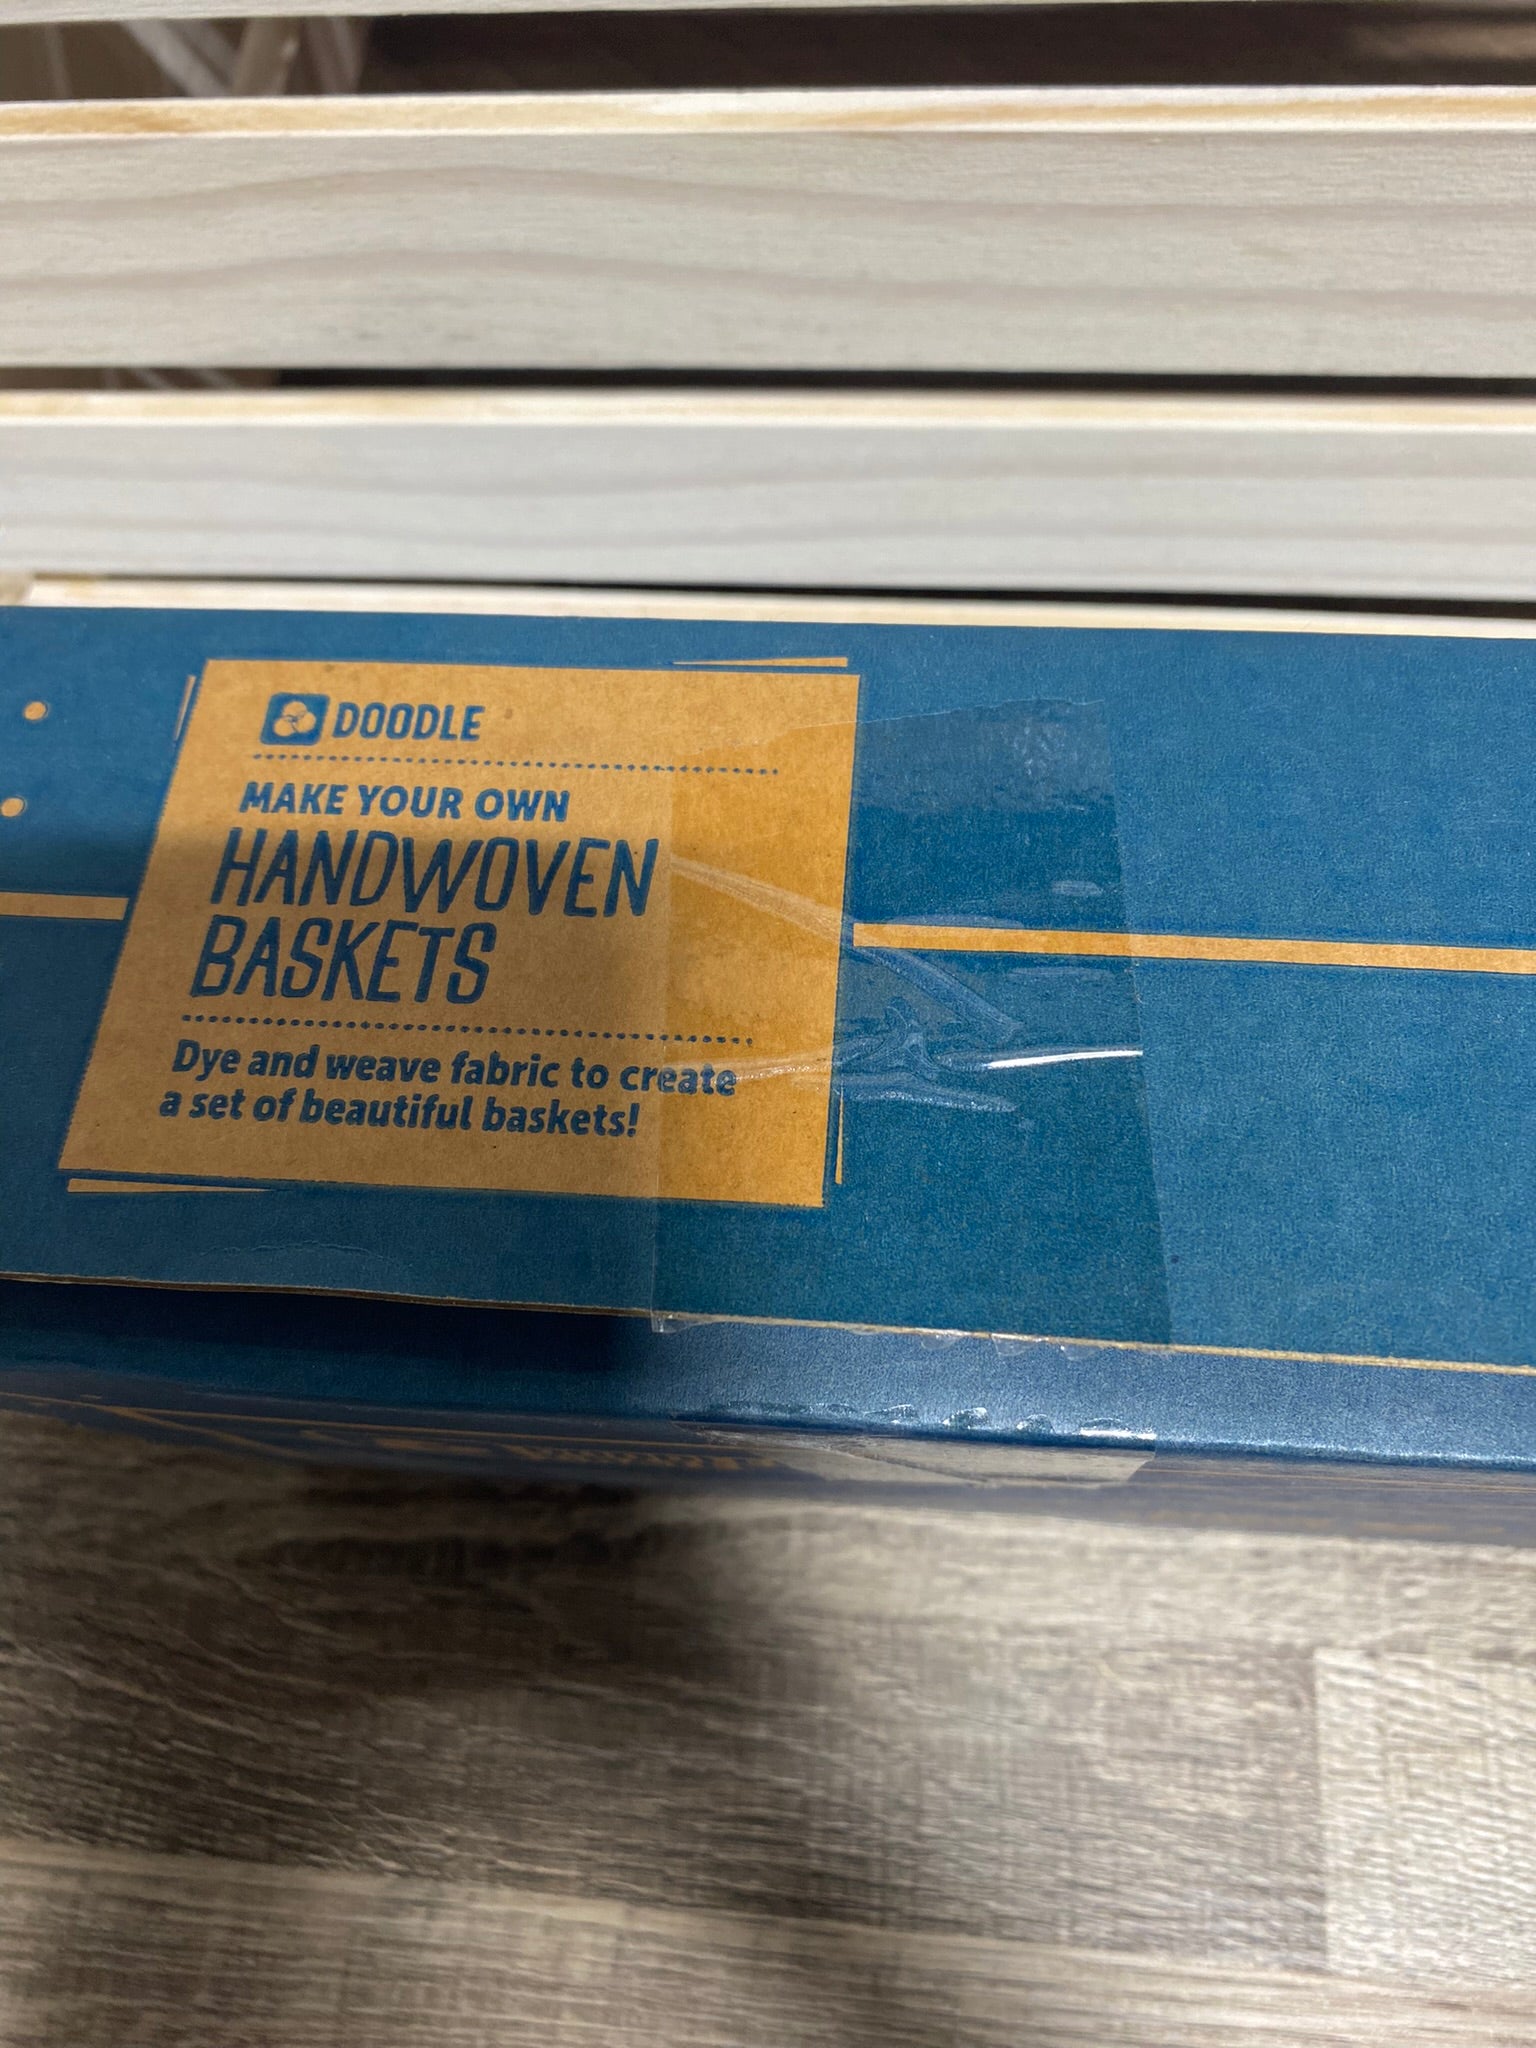 DOODLE
MAKE YOUR OWN
HANDWOVEN
BASKETS
Dye and weave fabric to create
a set of beautiful baskets!